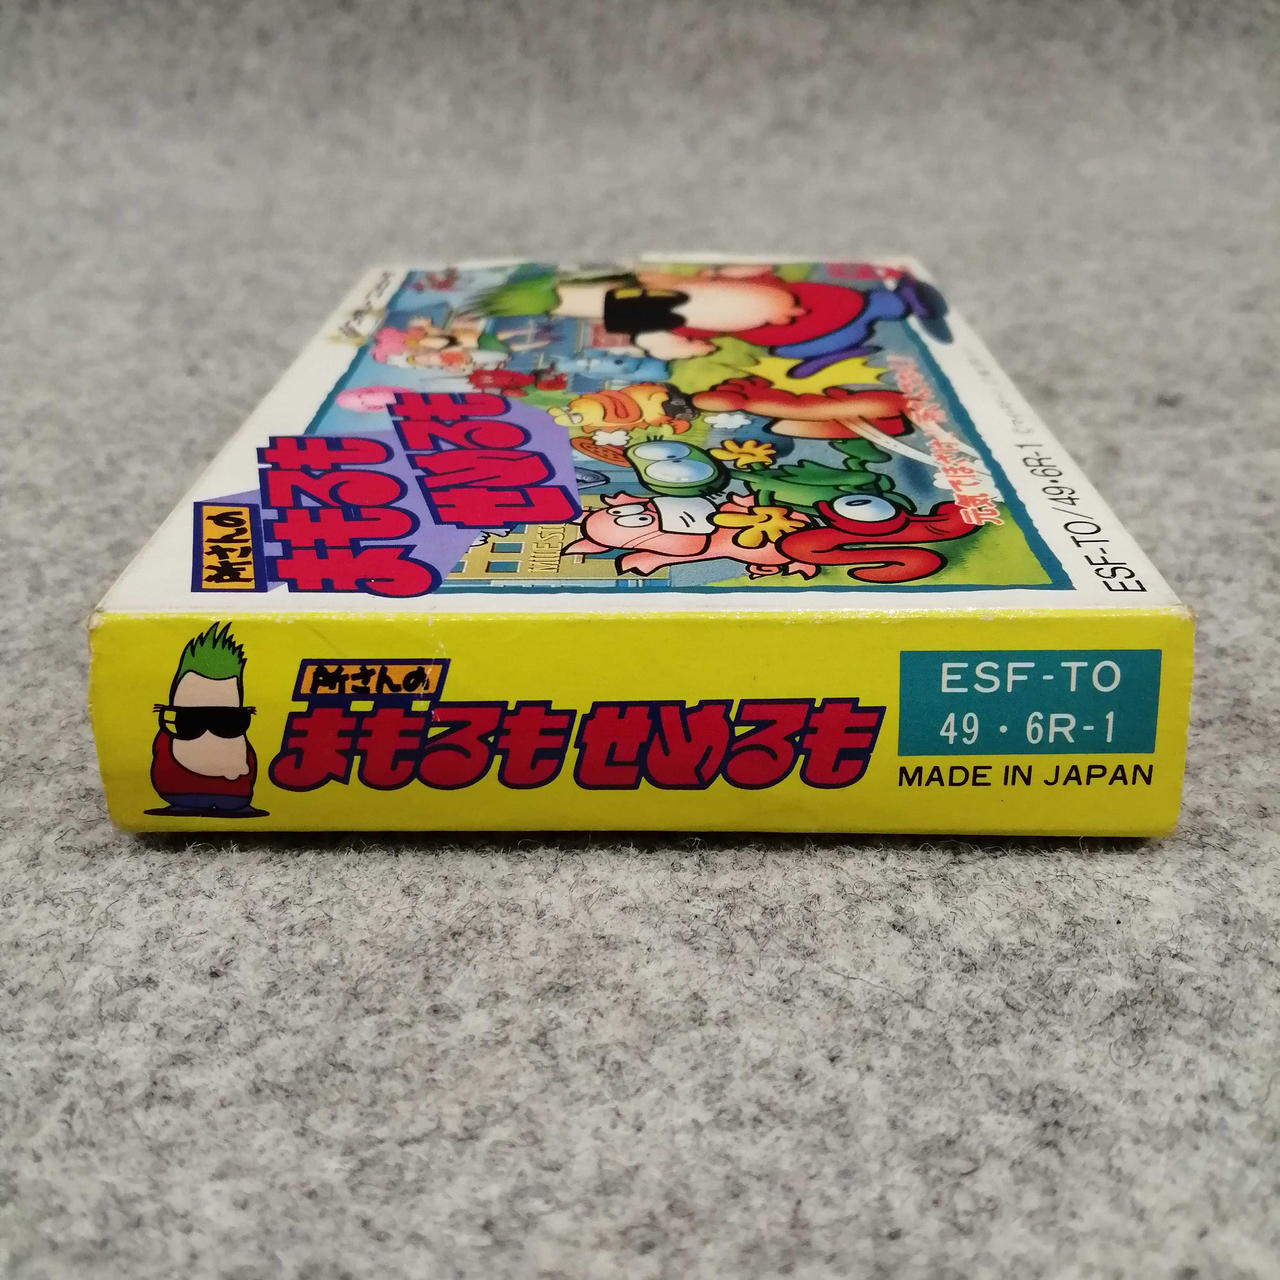 所さんの
まもるも
せめるも
ESF-TO/49・6R-1
所さんの
まもるも せめるも
ESF-TO
49・6R-1
MADE IN JAPAN